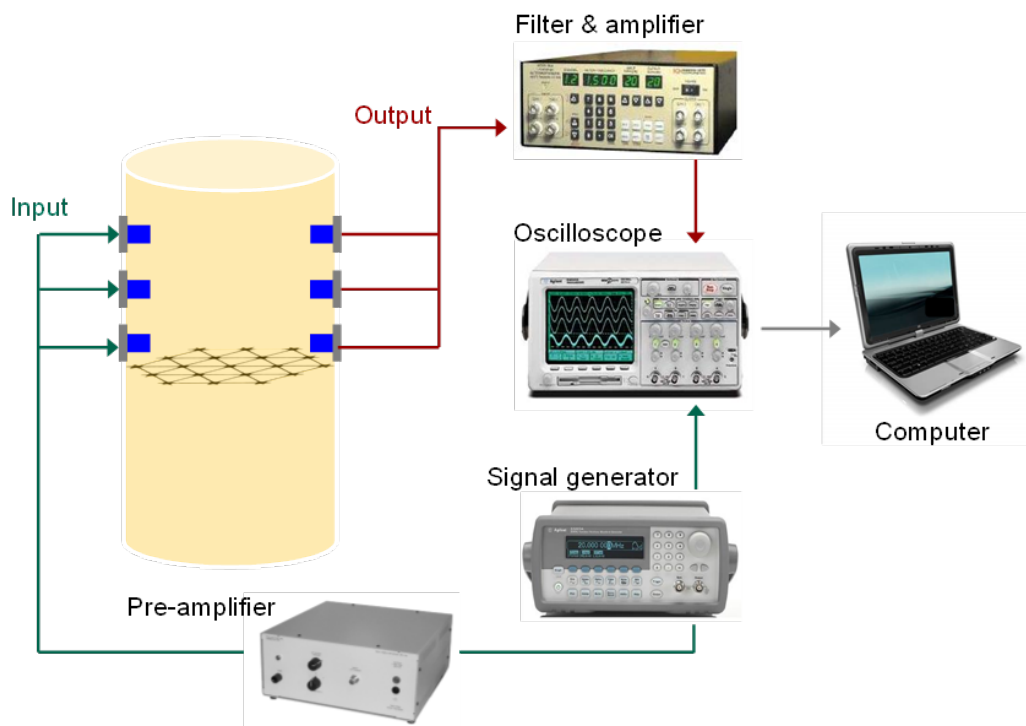 Filter & amplifier
Output
Input
Oscilloscope
Computer
Signal generator
Pre-amplifier